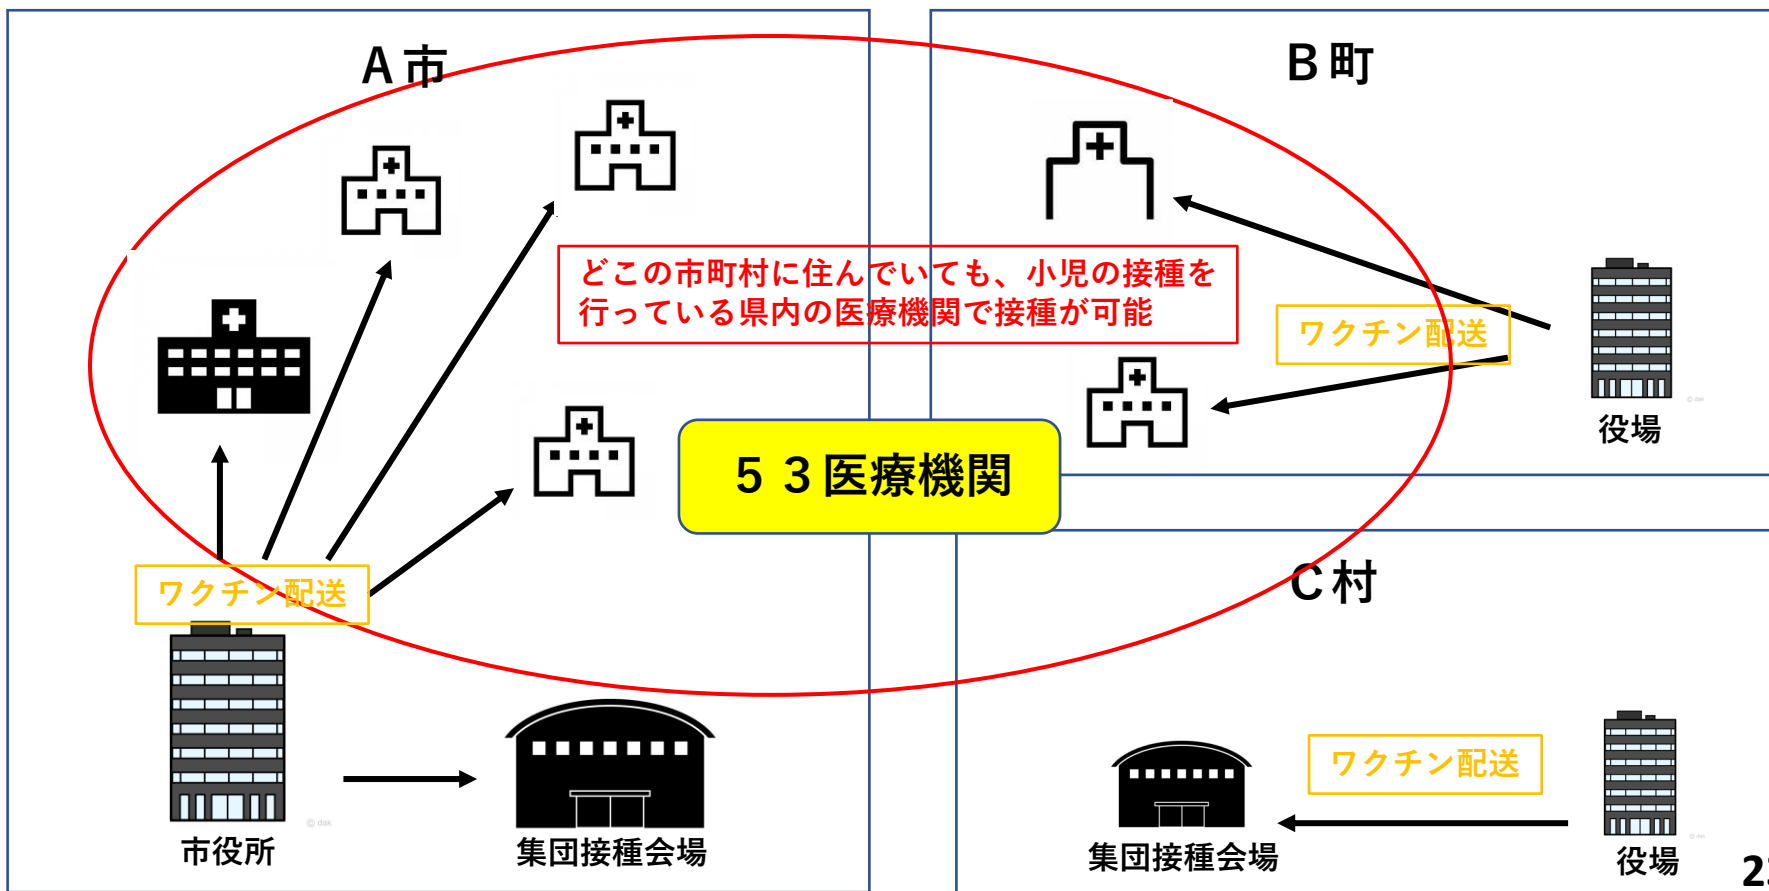 A市
B町
どこの市町村に住んでいても、小児の接種を
行っている県内の医療機関で接種が可能
ワクチン配送
役場
５３医療機関
C村
ワクチン配送
ワクチン配送
© dak
© dak
© dak
市役所
集団接種会場
集団接種会場
役場